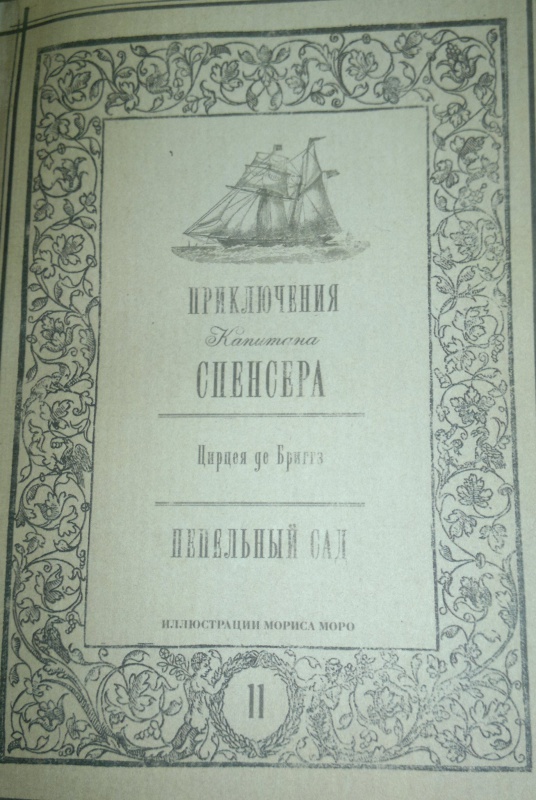 ПРИКЛЮЧЕНИЯ
Капитана
СПЕНСЕРА
Цирцея де Бриггз
ПЕПЕЛЬНЫЙ САД
ИЛЛЮСТРАЦИИ МОРИСА МОРО
11